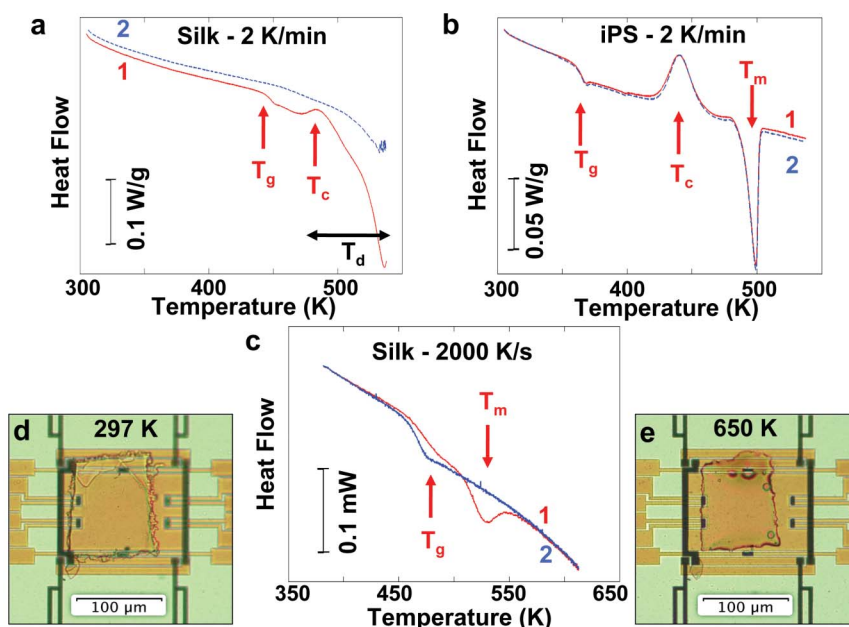 a
Silk - 2 K/min
2
1
Heat Flow
0.1 W/g
Tg
Tc
Td
300 400 500
Temperature (K)
b
iPS - 2 K/min
Heat Flow
0.05 W/g
Tg
Tc
Tm
1
2
300 400 500
Temperature (K)
c
Silk - 2000 K/s
Heat Flow
0.1 mW
Tg
Tm
1
2
350 450 550 650
Temperature (K)
d
297 K
100 µm
e
650 K
100 µm